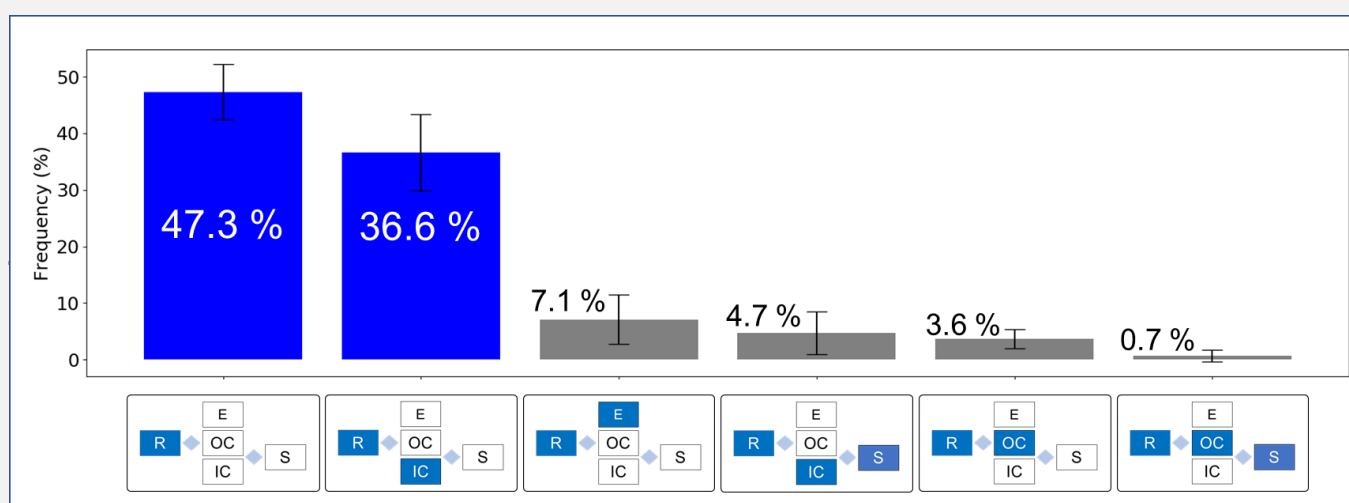 Frequency (%)
50
40
30
20
10
0
47.3 %
36.6 %
7.1 %
4.7 %
3.6 %
0.7 %
E
R OC S
IC
E
R OC S
IC
E
R OC S
IC
E
R OC S
IC
E
R OC S
IC
E
R OC S
IC